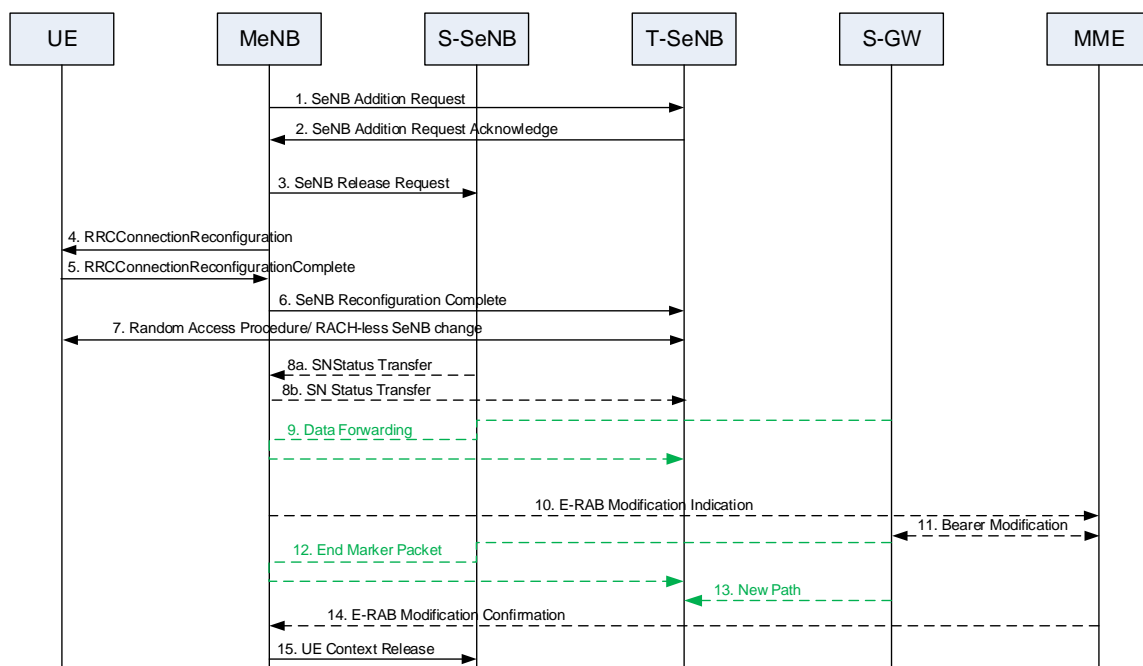 UE
MeNB
S-SeNB
T-SeNB
S-GW
MME
1. SeNB Addition Request
2. SeNB Addition Request Acknowledge
3. SeNB Release Request
4. RRCConnectionReconfiguration
5. RRCConnectionReconfigurationComplete
6. SeNB Reconfiguration Complete
7. Random Access Procedure/ RACH-less SeNB change
8a. SNStatus Transfer
8b. SN Status Transfer
9. Data Forwarding
10. E-RAB Modification Indication
11. Bearer Modification
12. End Marker Packet
13. New Path
14. E-RAB Modification Confirmation
15. UE Context Release